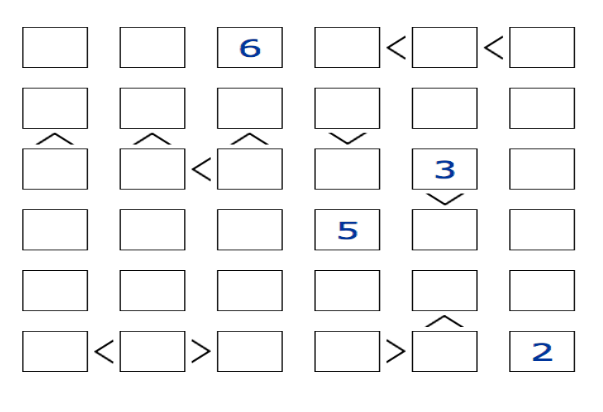 6 < <
∧ ∧ ∧ ∨
< 3
∨
5
∧
< > > 2